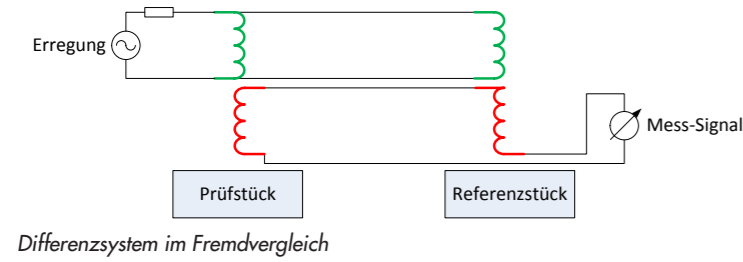 Erregung
Mess-Signal
Prüfstück
Referenzstück
Differenzsystem im Fremdvergleich